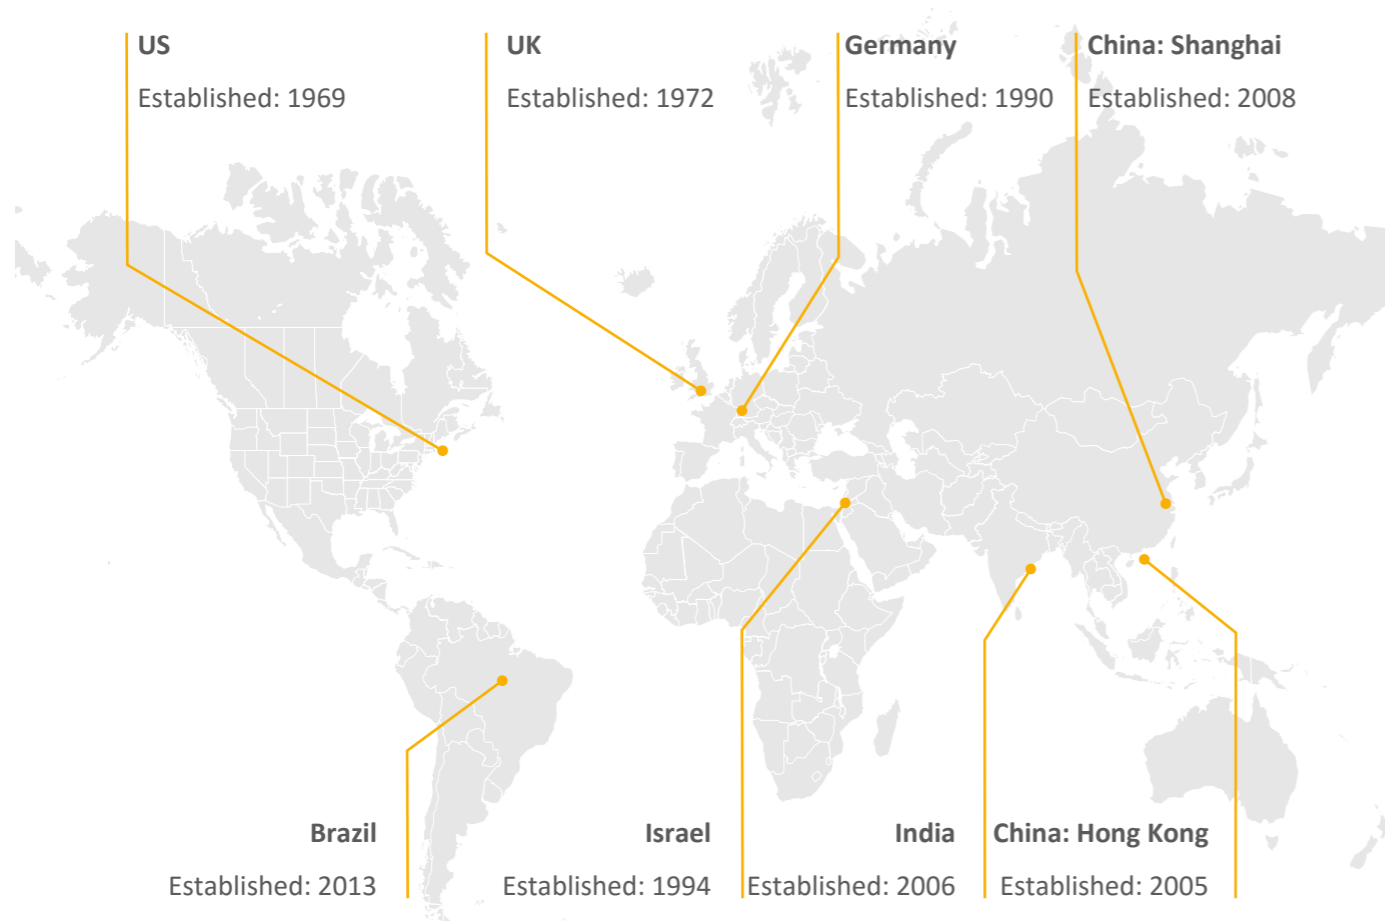 US
Established: 1969
UK
Established: 1972
Germany
Established: 1990
China: Shanghai
Established: 2008
Brazil
Established: 2013
Israel
Established: 1994
India
Established: 2006
China: Hong Kong
Established: 2005